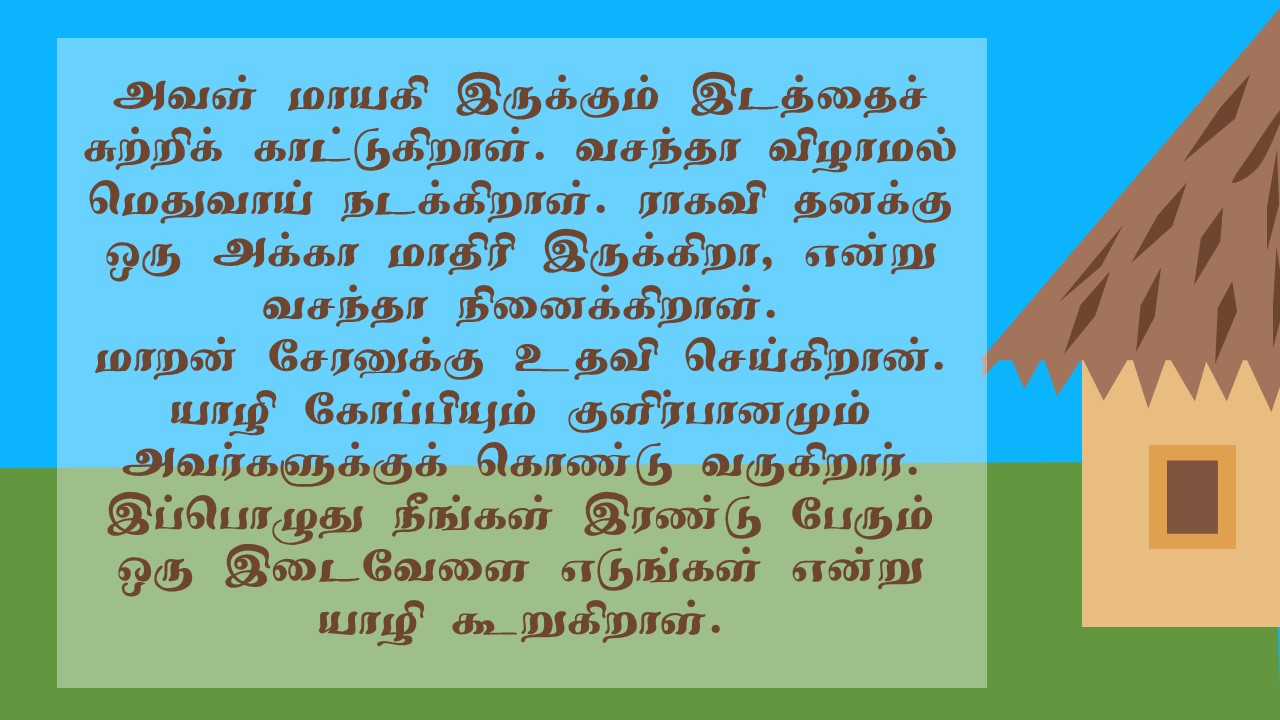 அவள் மாயகி இருக்கும் இடத்தைச்
சுற்றிக் காட்டுகிறாள். வசந்தா விழாமல்
மெதுவாய் நடக்கிறாள். ராகவி தனக்கு
ஒரு அக்கா மாதிரி இருக்கிறா, என்று
வசந்தா நினைக்கிறாள்.
மாறன் சேரனுக்கு உதவி செய்கிறான்.
யாழி கோப்பியும் குளிர்பானமும்
அவர்களுக்குக் கொண்டு வருகிறார்.
இப்பொழுது நீங்கள் இரண்டு பேரும்
ஒரு இடைவேளை எடுங்கள் என்று
யாழி கூறுகிறாள்.